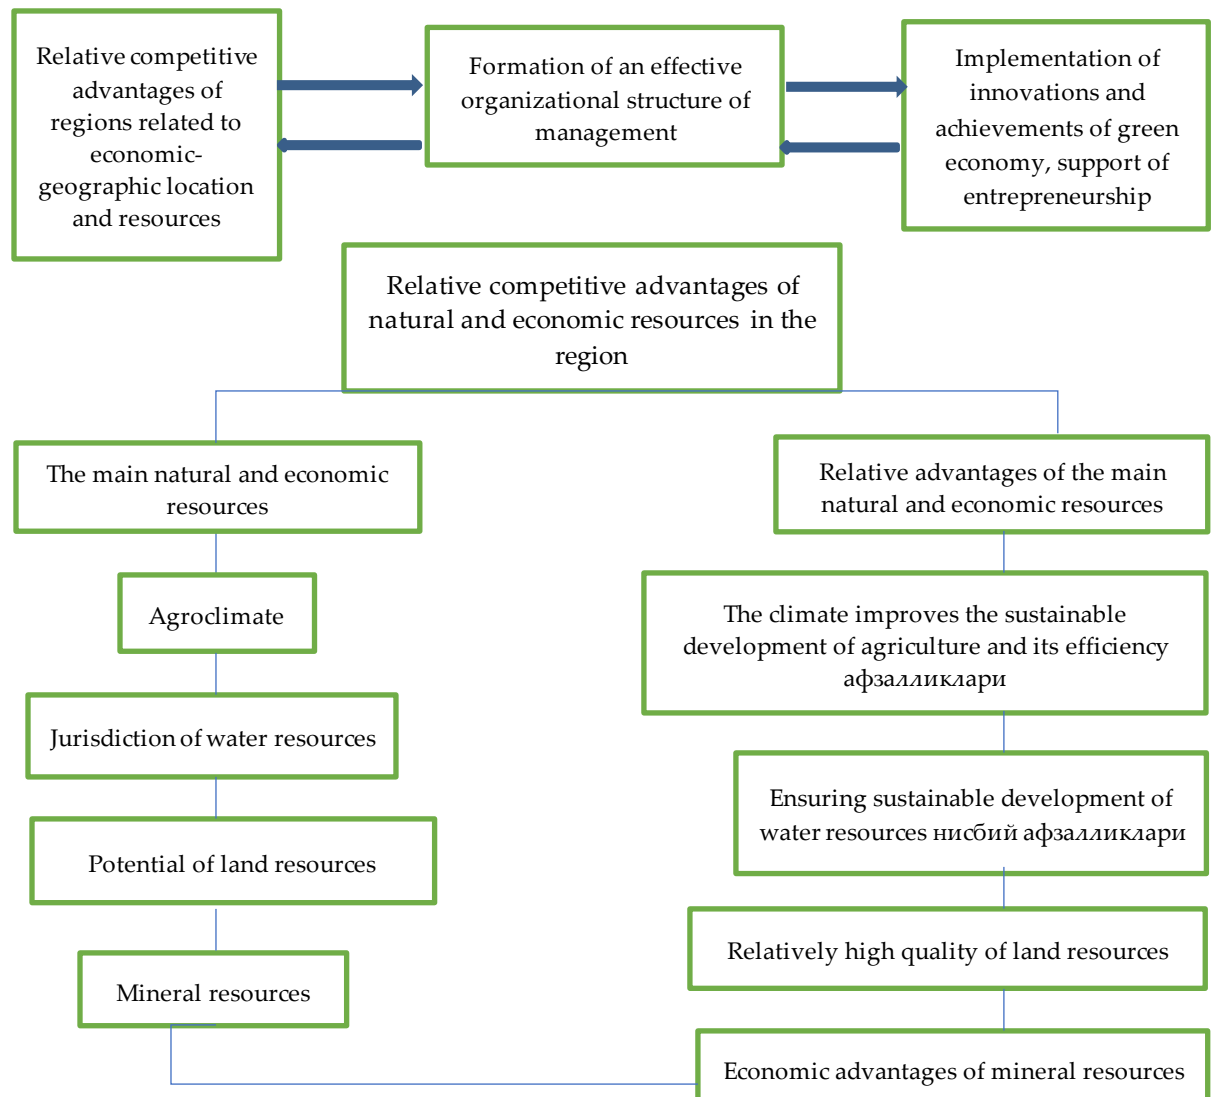 Relative competitive
advantages of
regions related to
economic-
geographic location
and resources
Formation of an effective
organizational structure of
management
Implementation of
innovations and
achievements of green
economy, support of
entrepreneurship
Relative competitive advantages of
natural and economic resources in the
region
The main natural and economic
resources
Agroclimate
Jurisdiction of water resources
Potential of land resources
Mineral resources
Relative advantages of the main
natural and economic resources
The climate improves the sustainable
development of agriculture and its efficiency
афзалликлари
Ensuring sustainable development of
water resources нисбий афзалликлари
Relatively high quality of land resources
Economic advantages of mineral resources